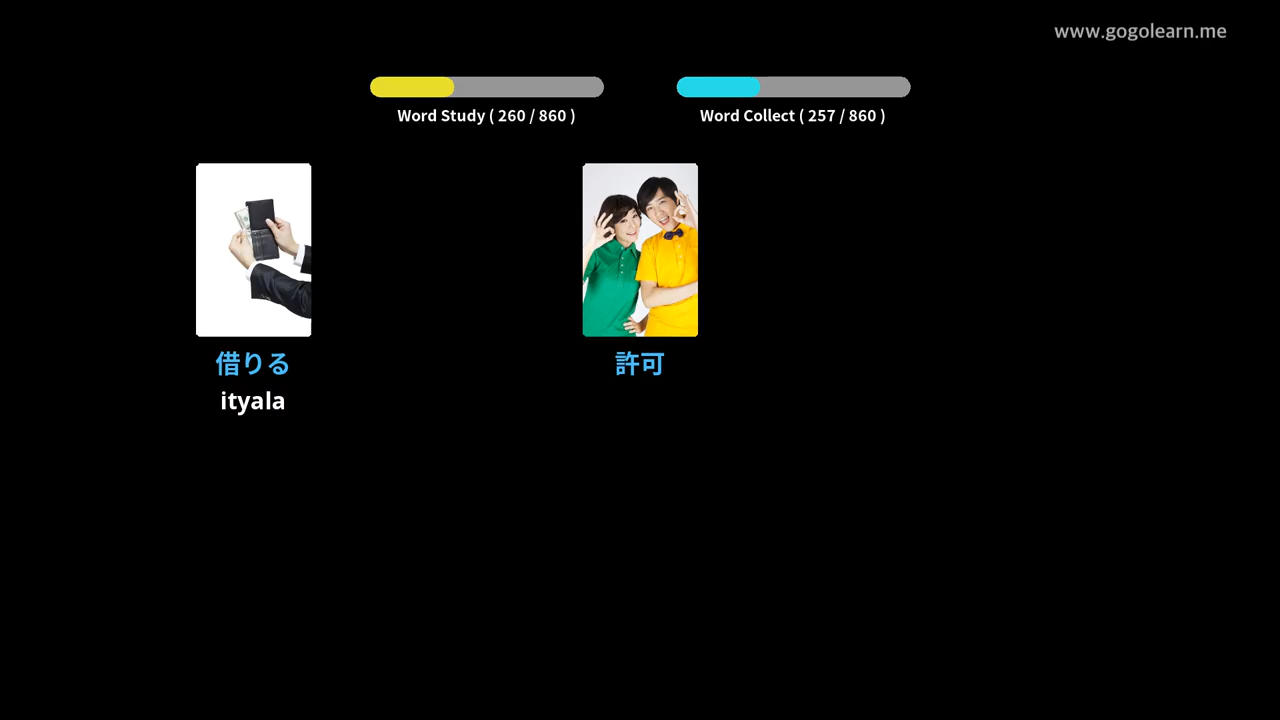 www.gogolearn.me
Word Study ( 260 / 860 )
Word Collect ( 257 / 860 )
借りる
ityala
許可